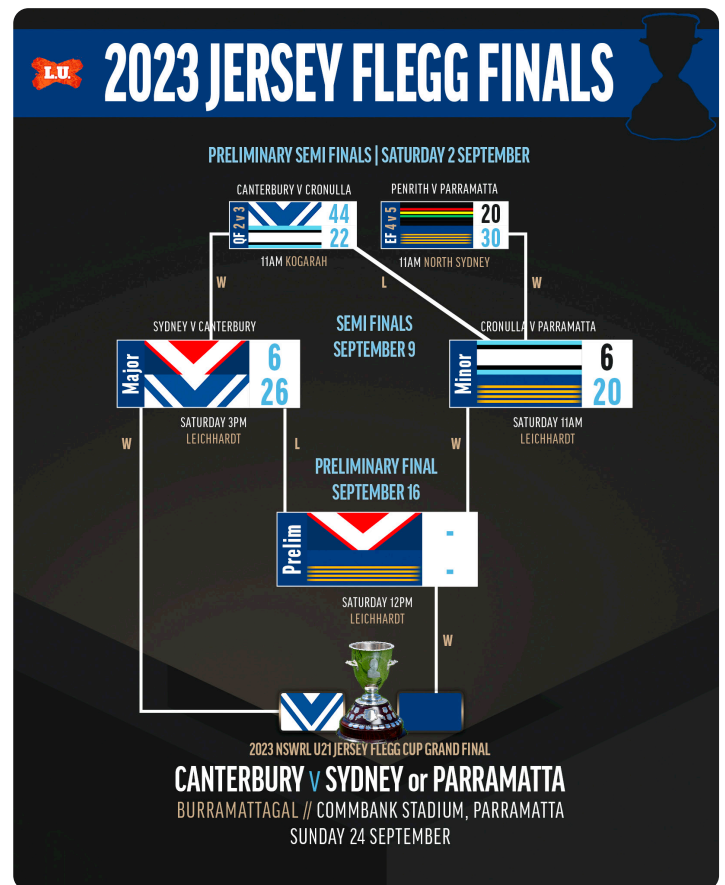 L.U.
2023 JERSEY FLEGG FINALS
PRELIMINARY SEMI FINALS | SATURDAY 2 SEPTEMBER
CANTERBURY V CRONULLA
QF 2 v 3
44
22
11AM KOGARAH
PENRITH V PARRAMATTA
EF 4 v 5
20
30
11AM NORTH SYDNEY
W
L
W
SEMI FINALS
SEPTEMBER 9
SYDNEY V CANTERBURY
Major
6
26
SATURDAY 3PM
LEICHHARDT
CRONULLA V PARRAMATTA
Minor
6
20
SATURDAY 11AM
LEICHHARDT
W
L
W
PRELIMINARY FINAL
SEPTEMBER 16
Prelim
-
-
SATURDAY 12PM
LEICHHARDT
W
2023 NSWRL U21 JERSEY FLEGG CUP GRAND FINAL
CANTERBURY V SYDNEY or PARRAMATTA
BURRAMATTAGAL // COMMBANK STADIUM, PARRAMATTA
SUNDAY 24 SEPTEMBER